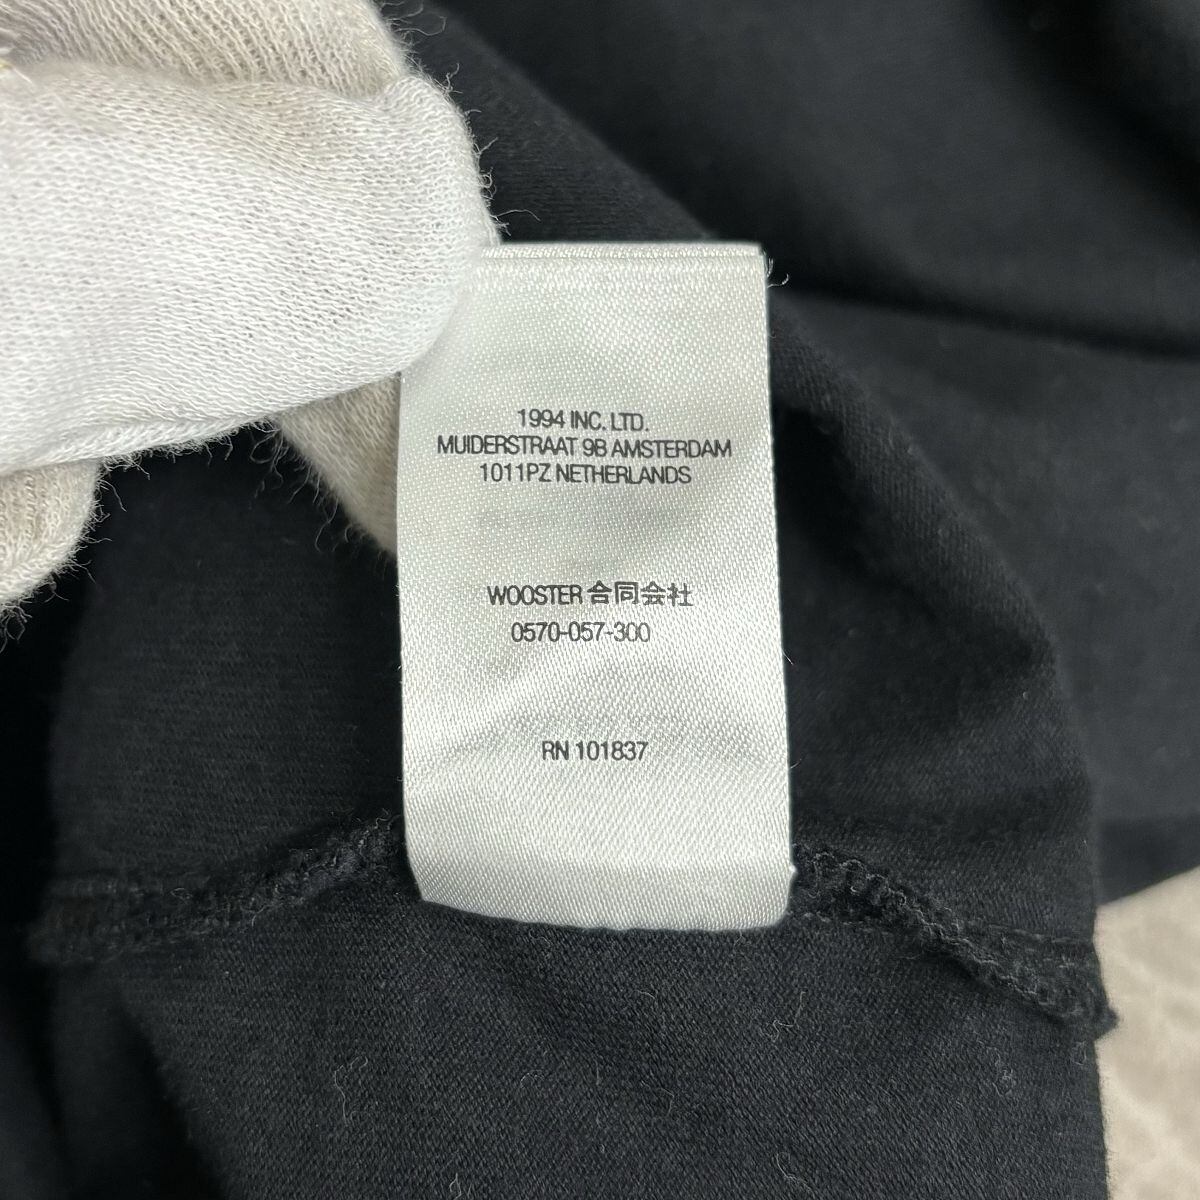 1994 INC. LTD.
MUIDERSTRAAT 9B AMSTERDAM
1011PZ NETHERLANDS
WOOSTER 合同会社
0570-057-300
RN 101837